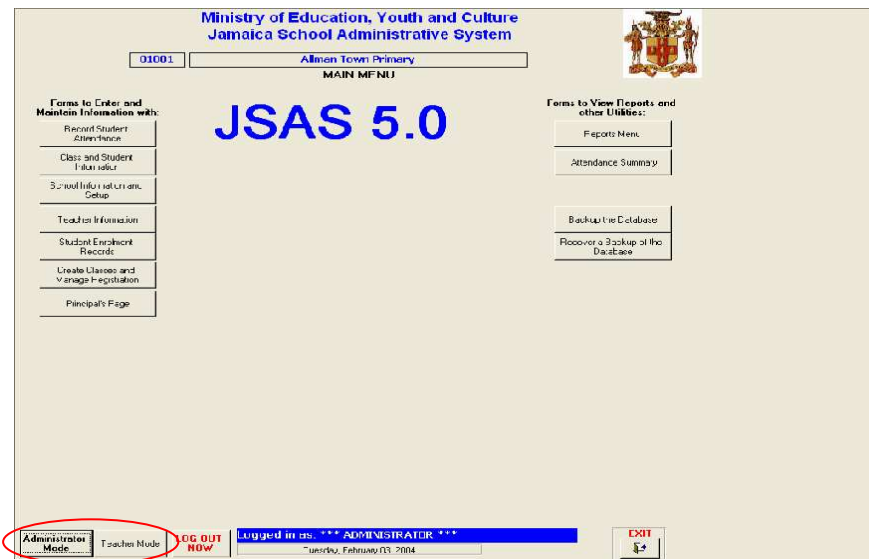 Ministry of Education, Youth and Culture
Jamaica School Administrative System
01001
Allman Town Primary
MAIN MENU
Forms to Enter and
Maintain Information with:
JSAS 5.0
Forms to View Reports and
other Utilities:
Record Student
Attendance
Class and Student
Information
School Information and
Setup
Teacher Information
Student Enrolment
Records
Create Classes and
Manage Registration
Principal's Page
Reports Menu
Attendance Summary
Backup the Database
Recover a Backup of the
Database
Administrator
Mode
Teacher Mode
LOG OUT
NOW
Logged in as: *** ADMINISTRATOR ***
Tuesday, February 03, 2004
EXIT